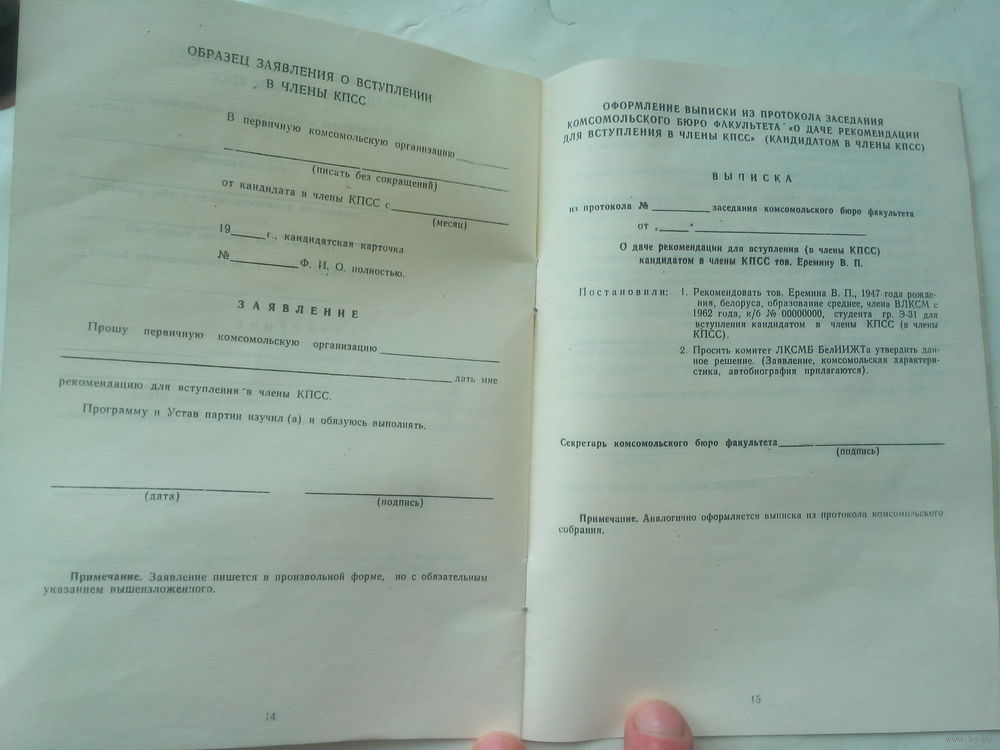 ОБРАЗЕЦ ЗАЯВЛЕНИЯ О ВСТУПЛЕНИИ
В ЧЛЕНЫ КПСС
В первичную комсомольскую организацию
(писать без сокращений)
от кандидата в члены КПСС с
(месяц)
19 г., кандидатская карточка
№ Ф. И. О. полностью.
ЗАЯВЛЕНИЕ
Прошу первичную комсомольскую организацию
дать мне
рекомендацию для вступления в члены КПСС.
Программу и Устав партии изучил (а) и обязуюсь выполнять.
(дата) (подпись)
Примечание. Заявление пишется в произвольной форме, но с обязательным
указанием вышеизложенного.
14
ОФОРМЛЕНИЕ ВЫПИСКИ ИЗ ПРОТОКОЛА ЗАСЕДАНИЯ
КОМСОМОЛЬСКОГО БЮРО ФАКУЛЬТЕТА «О ДАЧЕ РЕКОМЕНДАЦИИ
ДЛЯ ВСТУПЛЕНИЯ В ЧЛЕНЫ КПСС» (КАНДИДАТОМ В ЧЛЕНЫ КПСС)
ВЫПИСКА
из протокола № заседания комсомольского бюро факультета
от „ “
О даче рекомендации для вступления (в члены КПСС)
кандидатом в члены КПСС тов. Еремину В. П.
Постановили: 1. Рекомендовать тов. Еремина В. П., 1947 года рожде-
ния, белоруса, образование среднее, члена ВЛКСМ с
1962 года, к/б № 00000000, студента гр. Э-31 для
вступления кандидатом в члены КПСС (в члены
КПСС).
2. Просить комитет ЛКСМБ БелИИЖТа утвердить дан-
ное решение. (Заявление, комсомольская характери-
стика, автобиография прилагаются).
Секретарь комсомольского бюро факультета
(подпись)
Примечание. Аналогично оформляется выписка из протокола комсомольского
собрания.
15
www.ay.by